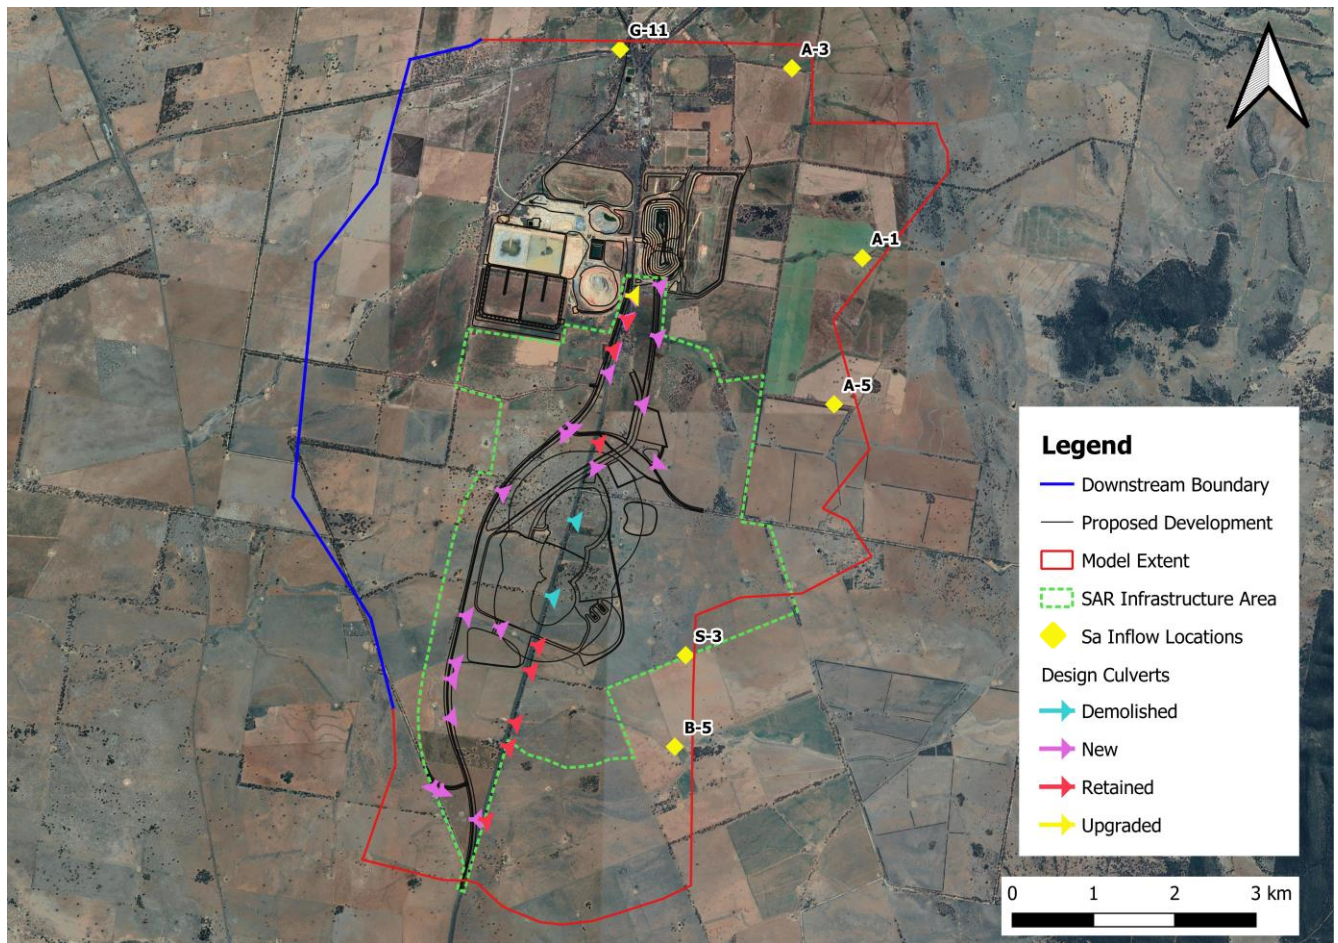 G-11
A-3
A-1
A-5
S-3
B-5
Legend
Downstream Boundary
Proposed Development
Model Extent
SAR Infrastructure Area
Sa Inflow Locations
Design Culverts
Demolished
New
Retained
Upgraded
0 1 2 3 km